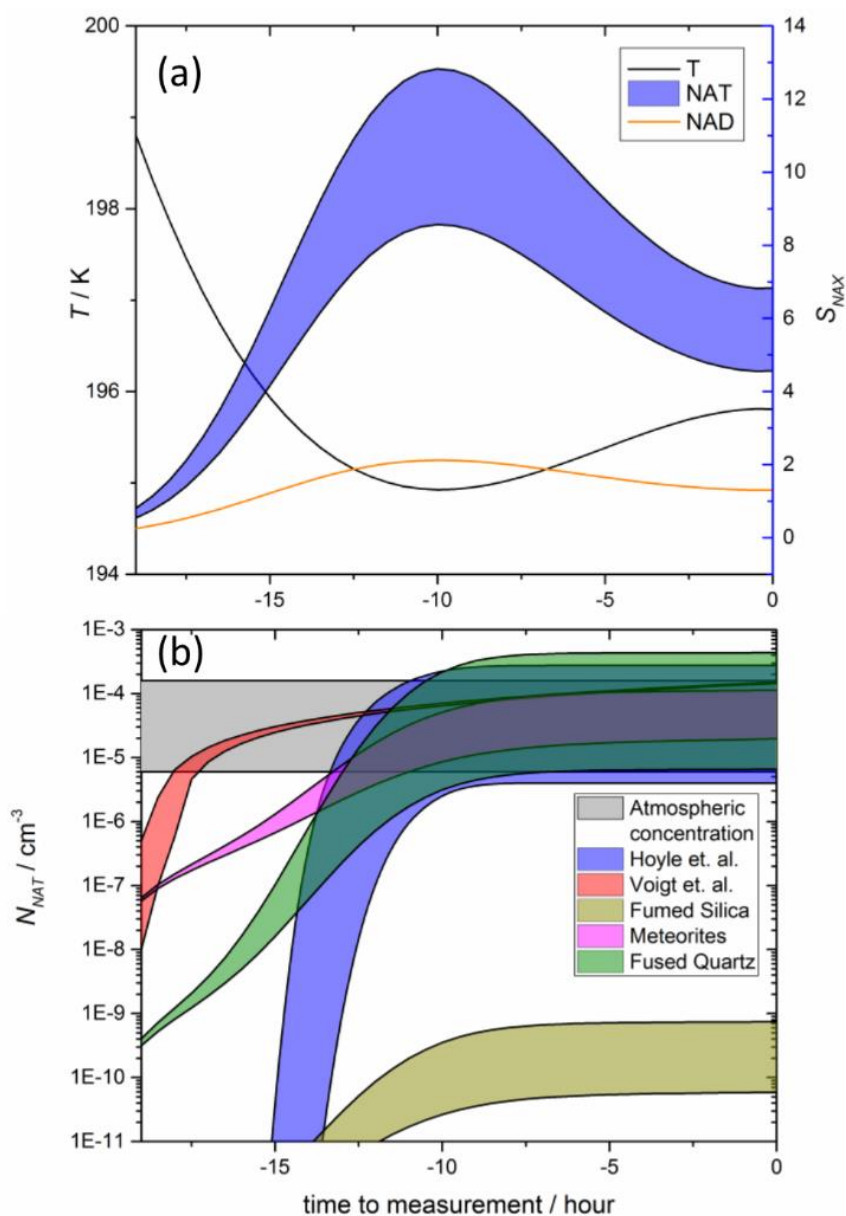 (a)
T
NAT
NAD
200
198
196
194
T / K
14
12
10
8
6
4
2
0
S_NAX
-15
-10
-5
0
(b)
1E-3
1E-4
1E-5
1E-6
1E-7
1E-8
1E-9
1E-10
1E-11
N_NAT / cm⁻³
Atmospheric
concentration
Hoyle et. al.
Voigt et. al.
Fumed Silica
Meteorites
Fused Quartz
-15
-10
-5
0
time to measurement / hour